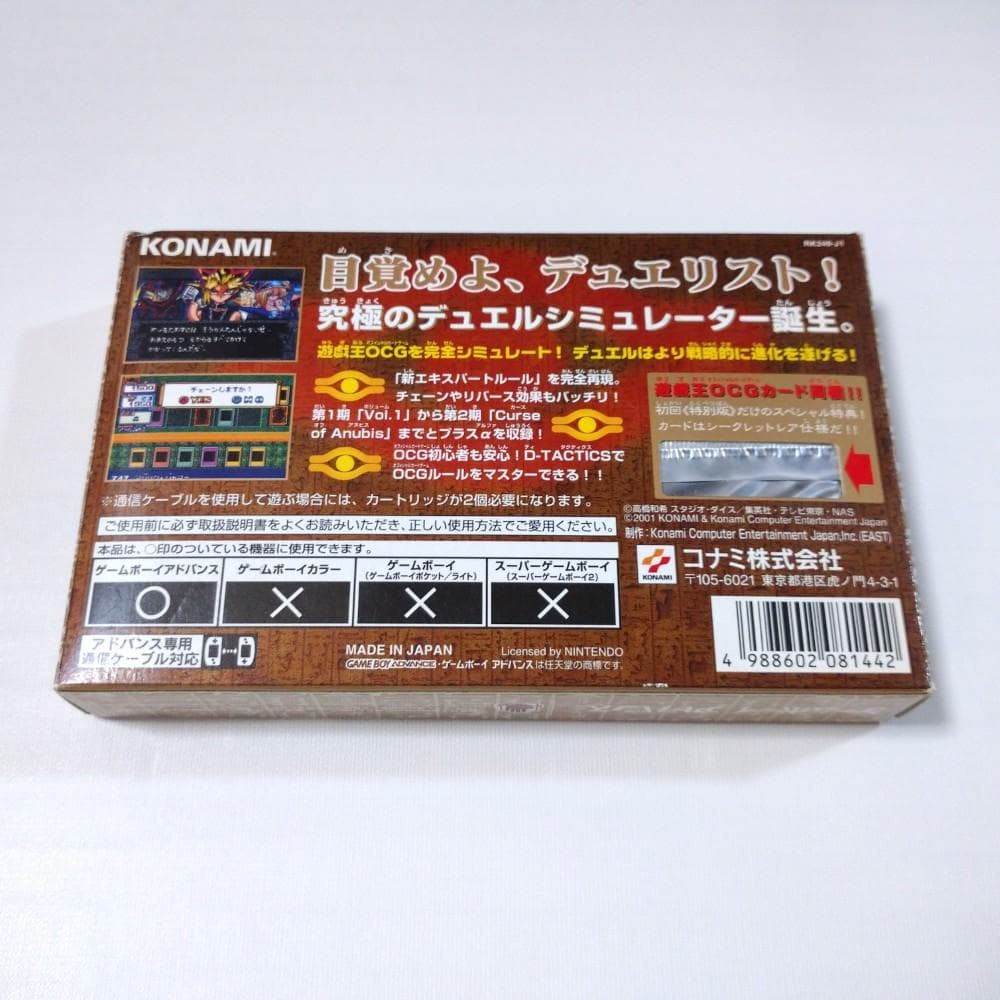 KONAMI
RK246-J1
目覚めよ、デュエリスト！
究極のデュエルシミュレーター誕生。
遊戯王OCGを完全シミュレート！ デュエルはより戦略的に進化を遂げる！
「新エキスパートルール」を完全再現。
チェーンやリバース効果もバッチリ！
第1期「Vol.1」から第2期「Curse
of Anubis」までとプラスαを収録！
OCG初心者も安心！D-TACTICSで
OCGルールをマスターできる！！
チェーンしますか？
遊戯王OCGカード同梱!!
初回《特別版》だけのスペシャル特典！
カードはシークレットレア仕様だ!!
※通信ケーブルを使用して遊ぶ場合には、カートリッジが2個必要になります。
©高橋和希 スタジオ・ダイス／集英社・テレビ東京・NAS
©2001 KONAMI & Konami Computer Entertainment Japan
制作：Konami Computer Entertainment Japan,Inc.(EAST)
ご使用前に必ず取扱説明書をよくお読みいただき、正しい使用方法でご愛用ください。
本品は、○印のついている機器に使用できます。
ゲームボーイアドバンス ゲームボーイカラー ゲームボーイ スーパーゲームボーイ
(ゲームボーイポケット／ライト) (スーパーゲームボーイ2)
○ × × ×
KONAMI
コナミ株式会社
〒105-6021 東京都港区虎ノ門4-3-1
アドバンス専用
通信ケーブル対応
MADE IN JAPAN Licensed by NINTENDO
GAME BOY ADVANCE・ゲームボーイ アドバンスは任天堂の商標です。
4 988602 081442